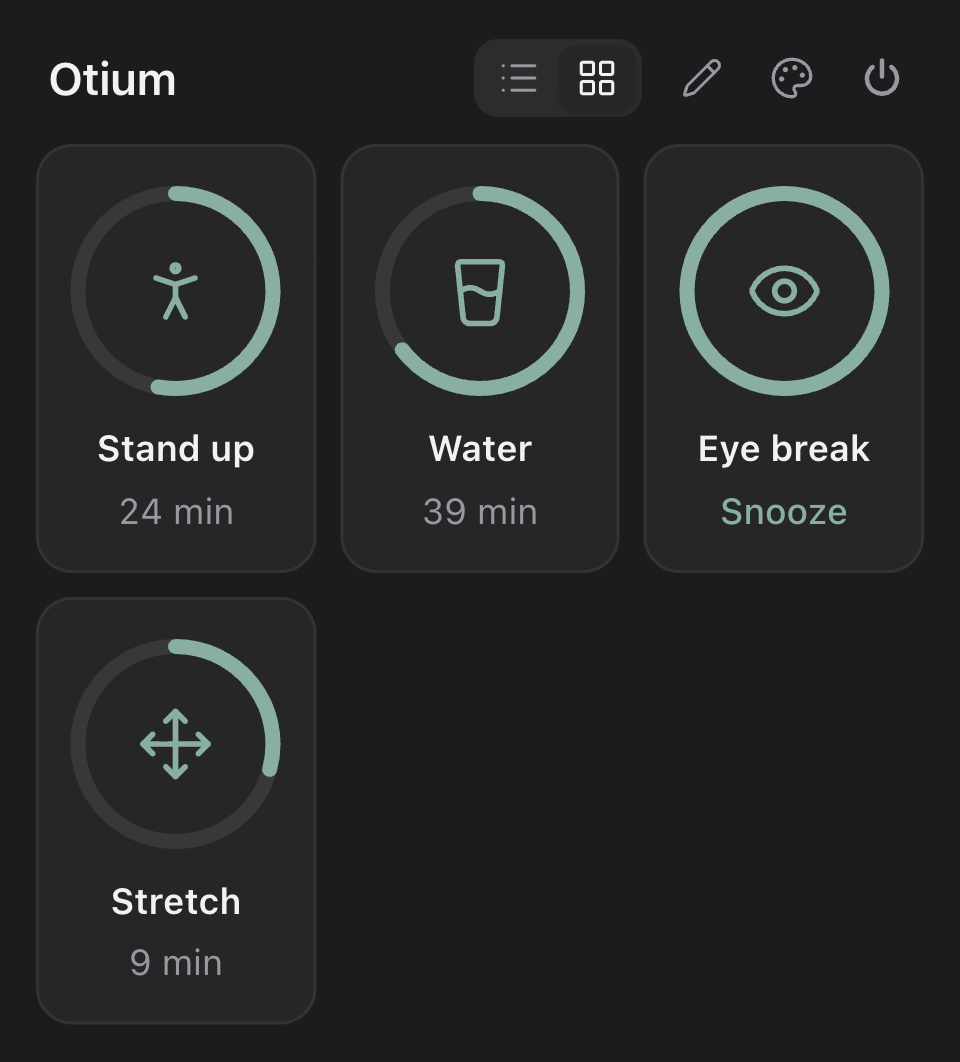 Otium
Stand up
24 min
Water
39 min
Eye break
Snooze
Stretch
9 min